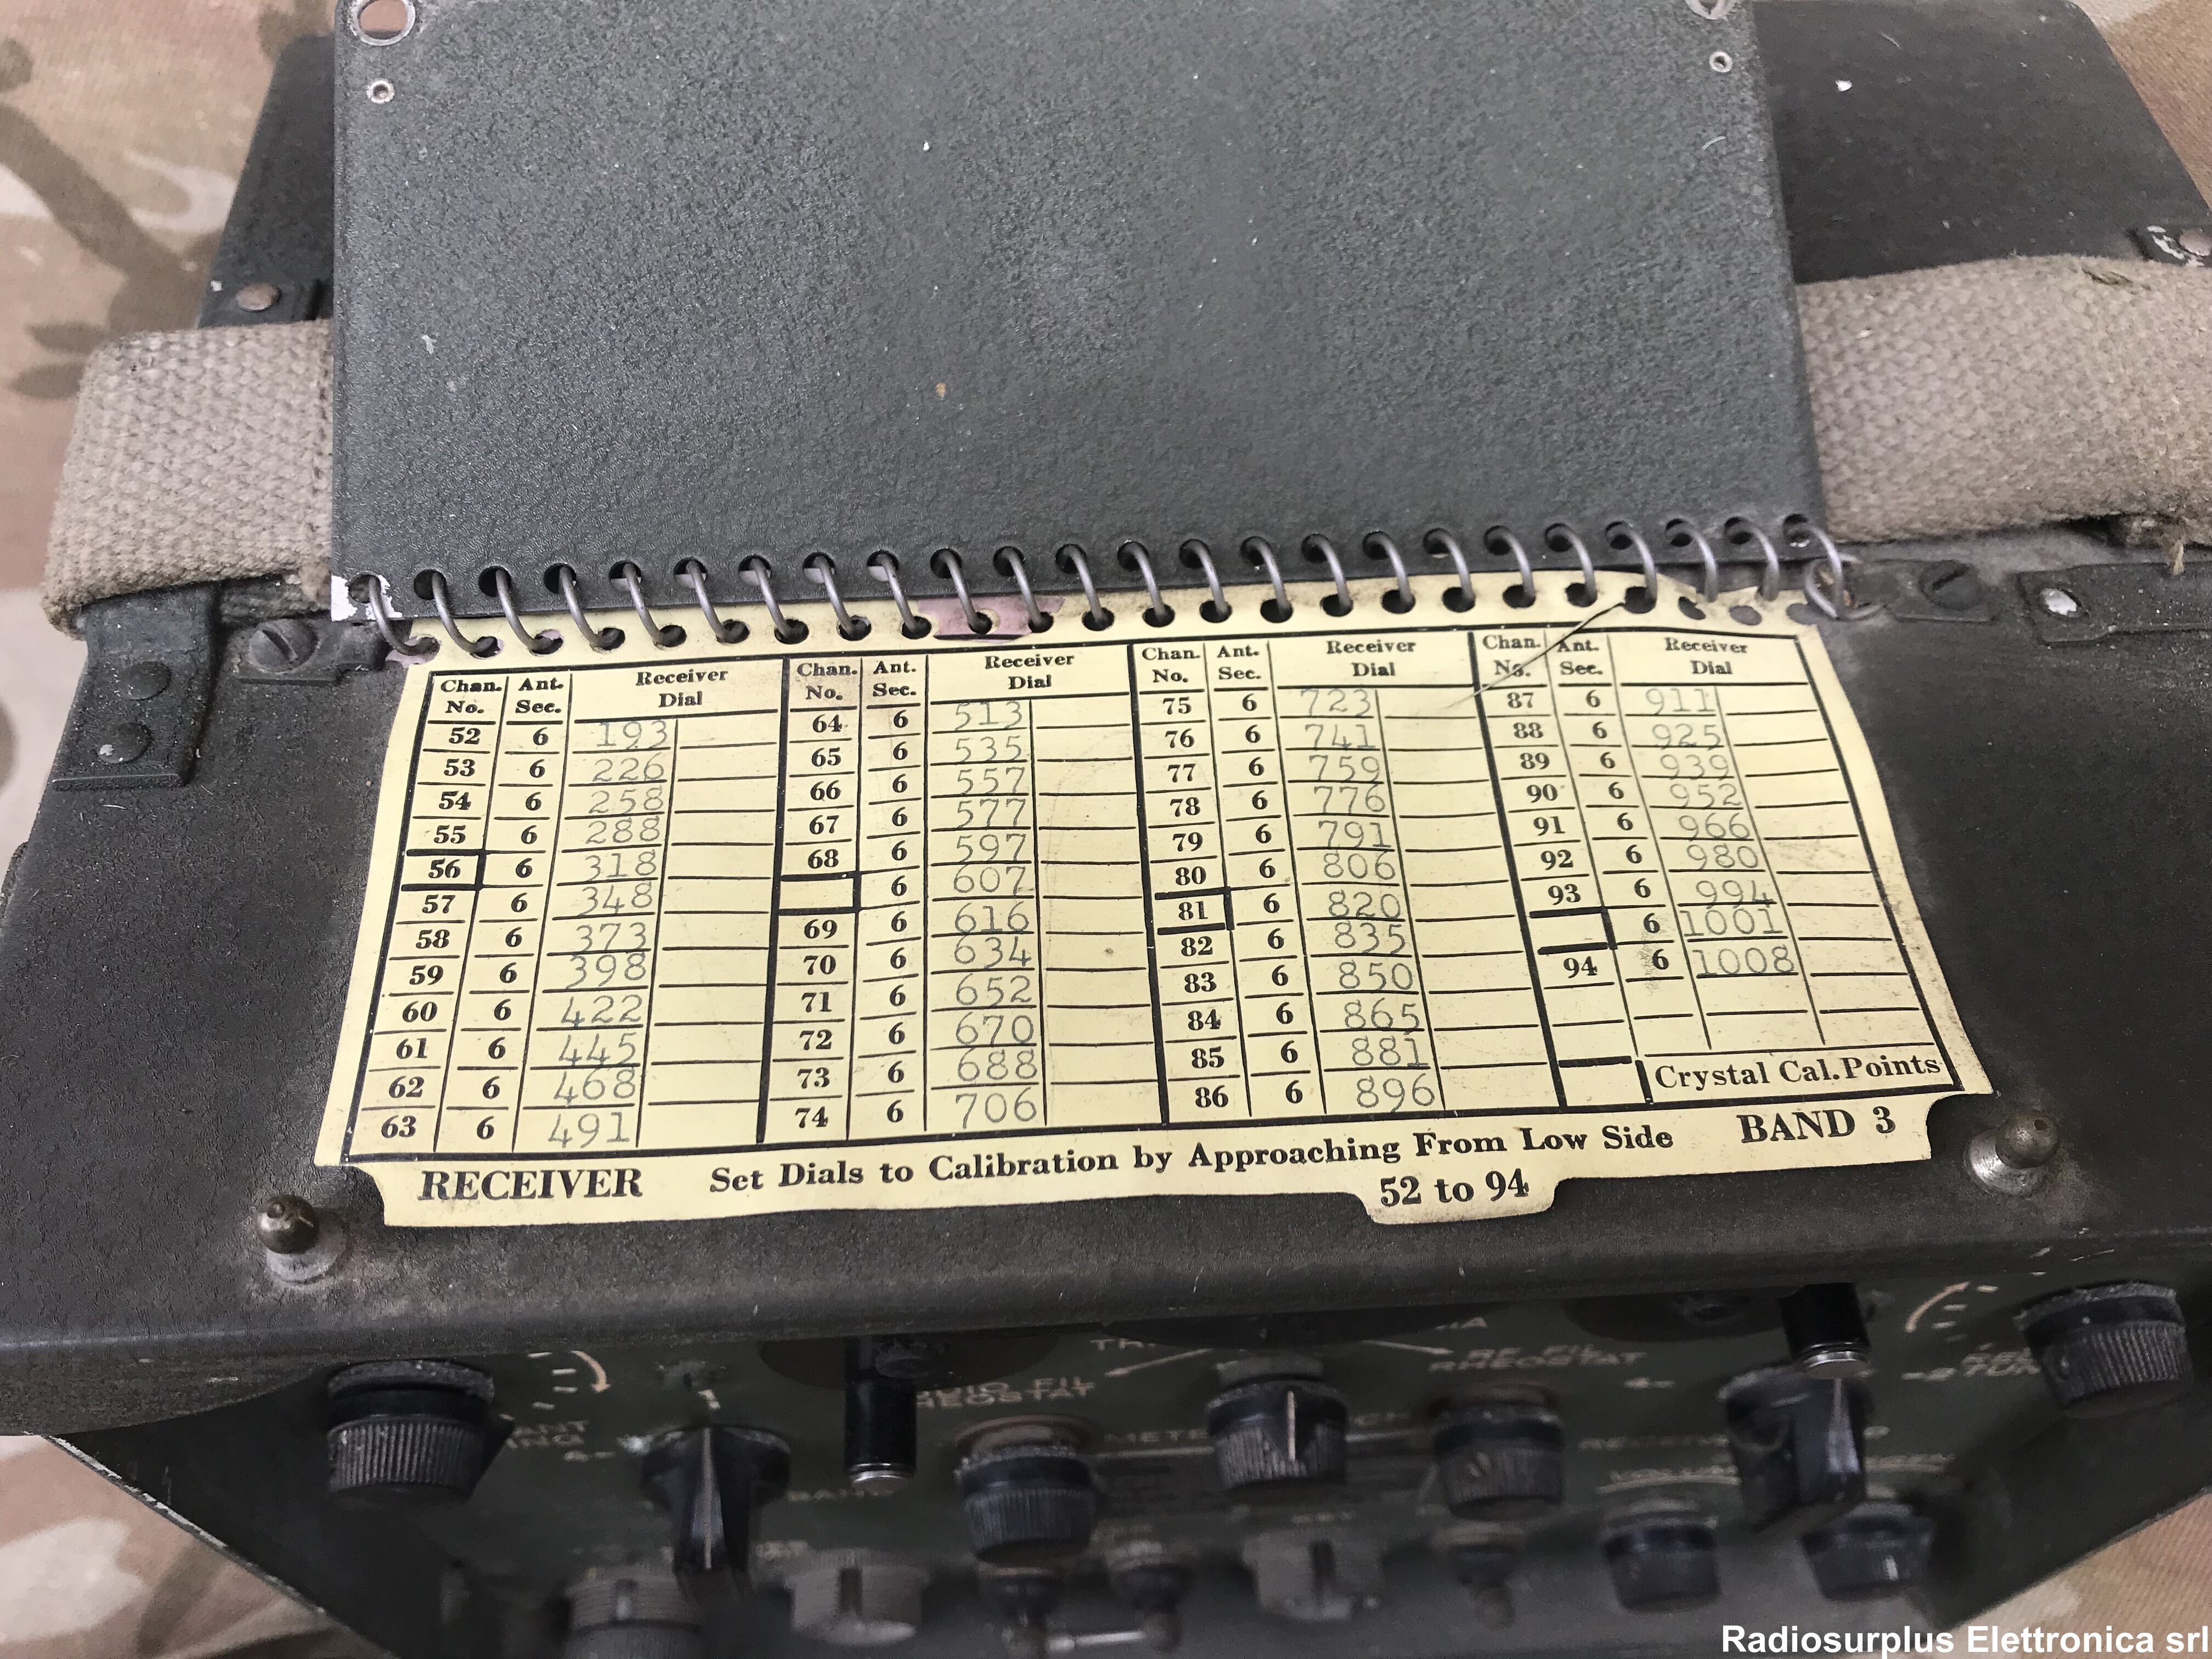 Chan. No. Ant. Sec. Receiver Dial
52 6 193
53 6 226
54 6 258
55 6 288
56 6 318
57 6 348
58 6 373
59 6 398
60 6 422
61 6 445
62 6 468
63 6 491
Chan. No. Ant. Sec. Receiver Dial
64 6 513
65 6 535
66 6 557
67 6 577
68 6 597
6 607
69 6 616
70 6 634
71 6 652
72 6 670
73 6 688
74 6 706
Chan. No. Ant. Sec. Receiver Dial
75 6 723
76 6 741
77 6 759
78 6 776
79 6 791
80 6 806
81 6 820
82 6 835
83 6 850
84 6 865
85 6 881
86 6 896
Chan. No. Ant. Sec. Receiver Dial
87 6 911
88 6 925
89 6 939
90 6 952
91 6 966
92 6 980
93 6 994
6 1001
94 6 1008
Crystal Cal. Points
RECEIVER Set Dials to Calibration by Approaching From Low Side BAND 3
52 to 94
RF FIL
RHEOSTAT
1
Radiosurplus Elettronica srl